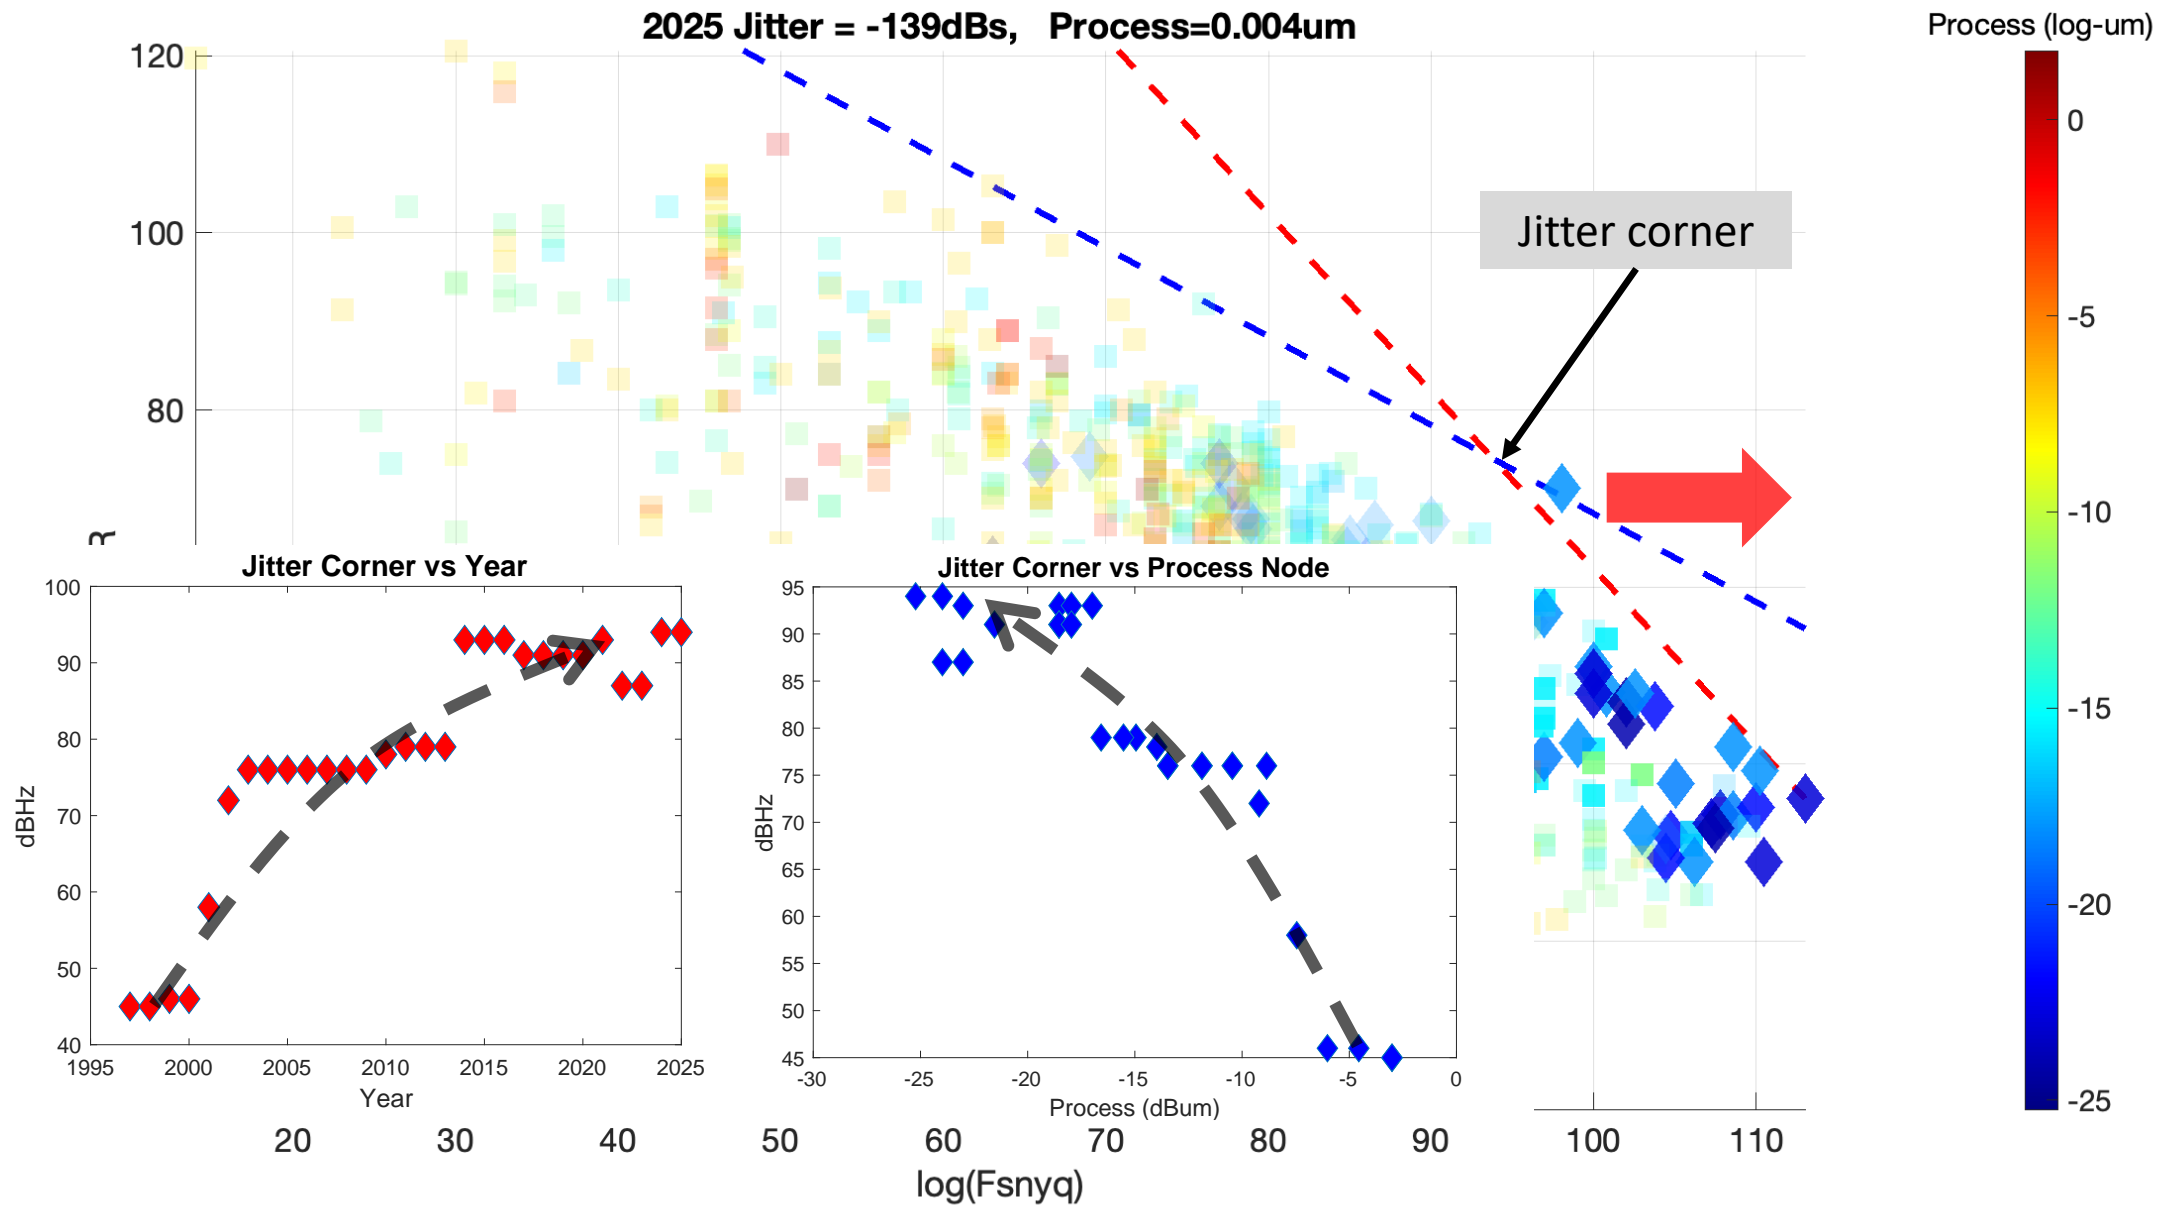 2025 Jitter = -139dBs, Process=0.004um
Process (log-um)
120
100
80
Jitter corner
0
-5
-10
-15
-20
-25
Jitter Corner vs Year
100
90
80
70
60
50
40
dBHz
1995 2000 2005 2010 2015 2020 2025
Year
Jitter Corner vs Process Node
95
90
85
80
75
70
65
60
55
50
45
dBHz
-30 -25 -20 -15 -10 -5 0
Process (dBum)
20 30 40 50 60 70 80 90 100 110
log(Fsnyq)